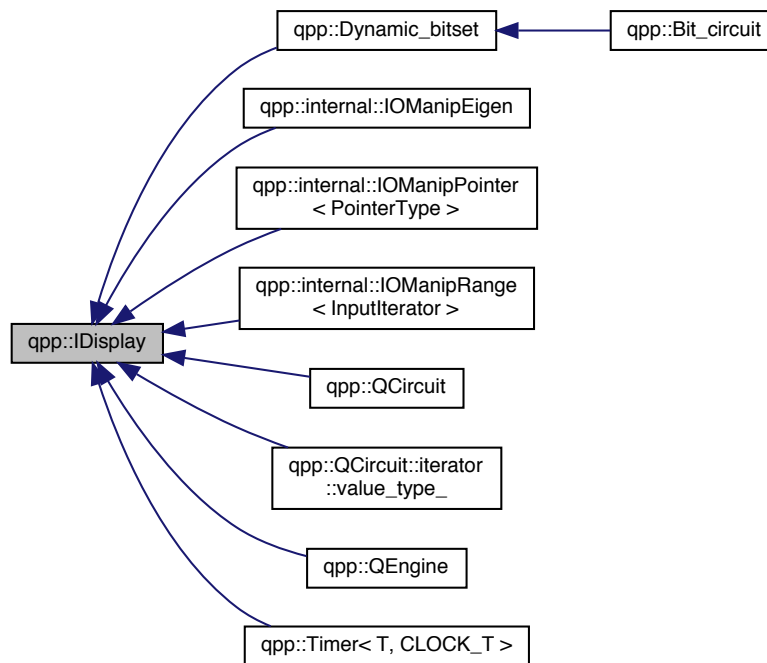 qpp::Dynamic_bitset
qpp::Bit_circuit
qpp::internal::IOManipEigen
qpp::internal::IOManipPointer
< PointerType >
qpp::internal::IOManipRange
< InputIterator >
qpp::IDisplay
qpp::QCircuit
qpp::QCircuit::iterator
::value_type_
qpp::QEngine
qpp::Timer< T, CLOCK_T >